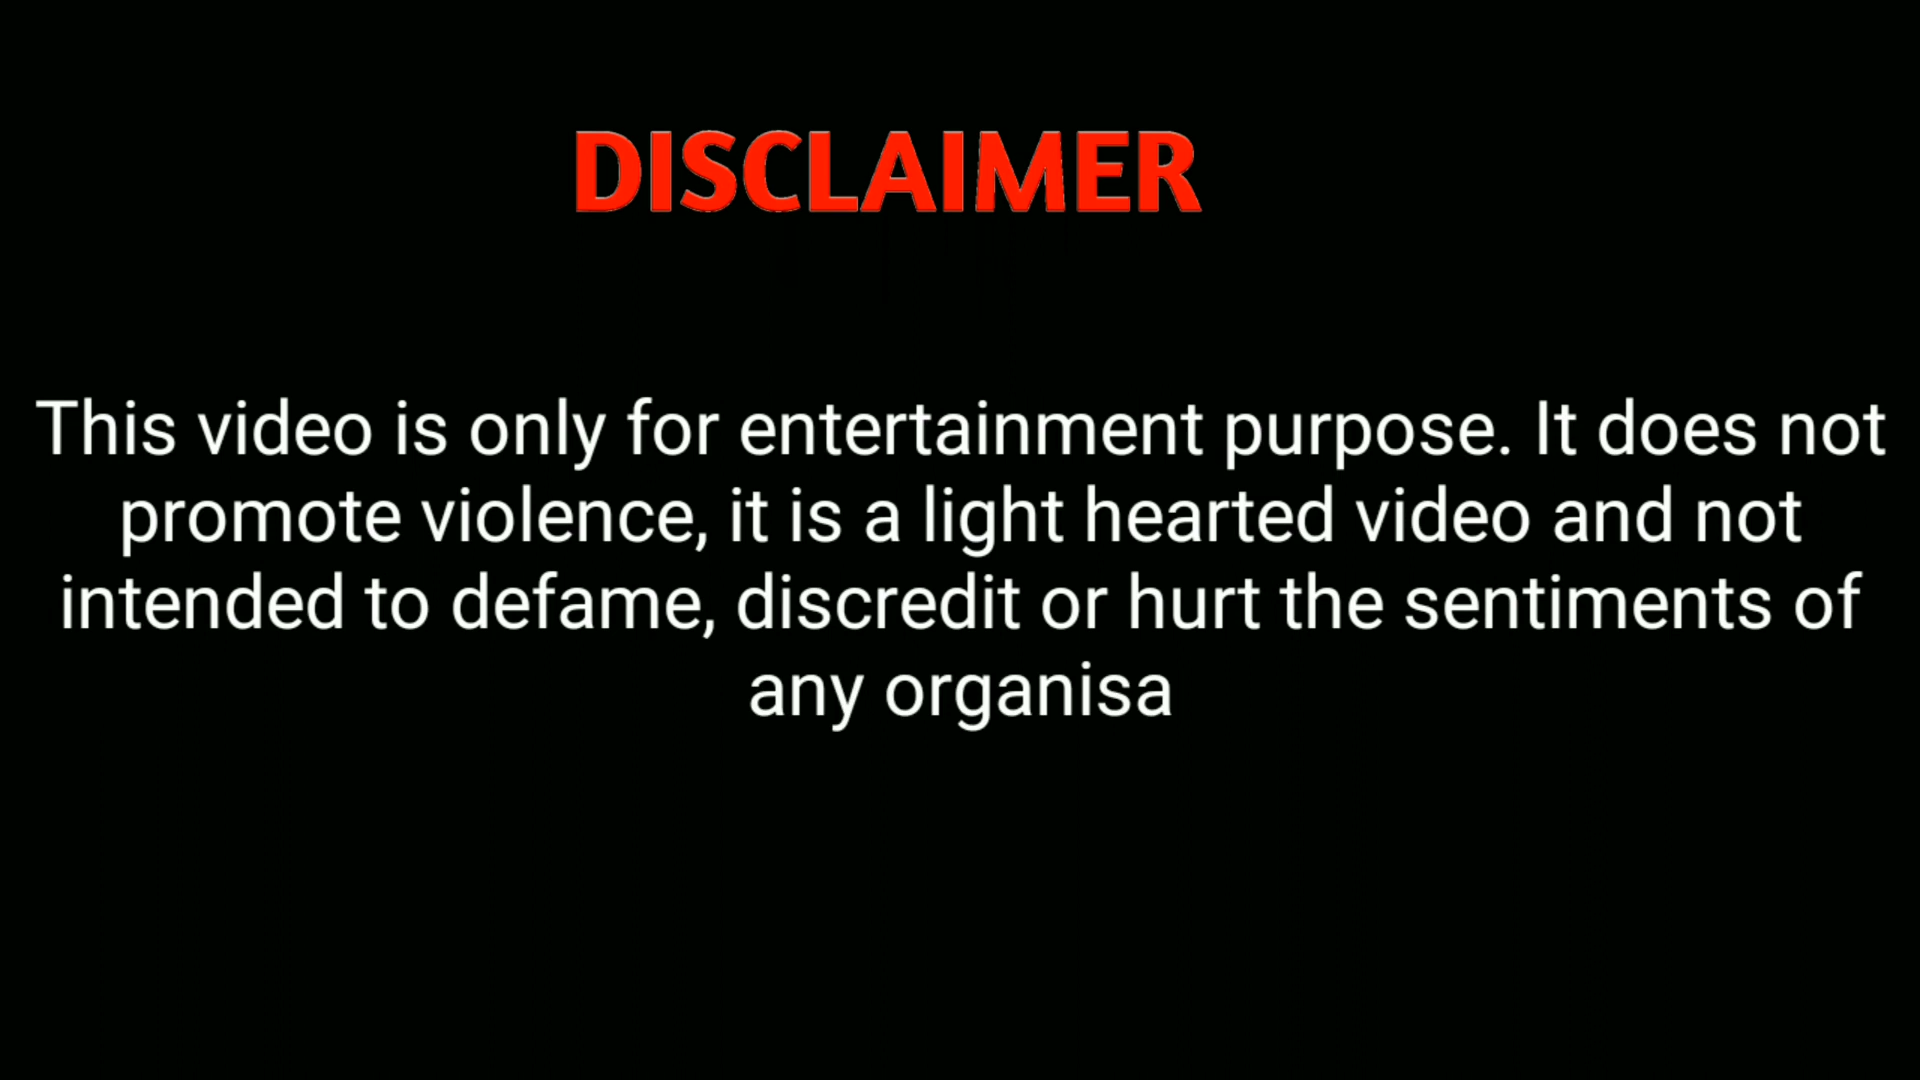 DISCLAIMER
This video is only for entertainment purpose. It does not
promote violence, it is a light hearted video and not
intended to defame, discredit or hurt the sentiments of
any organisa